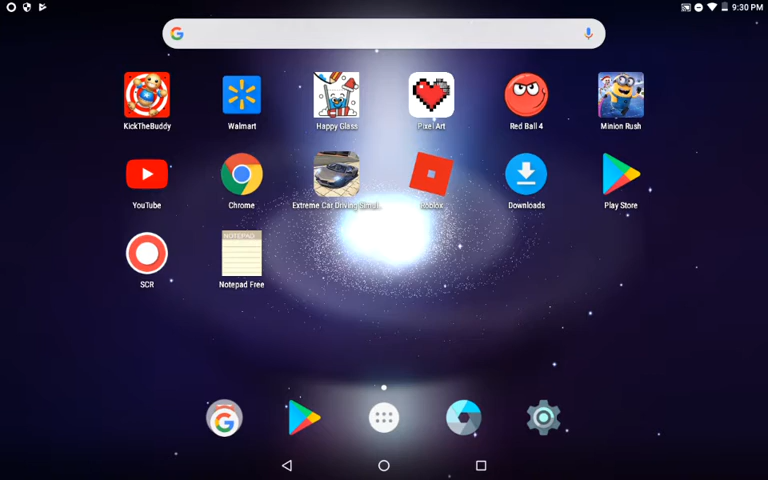 9:30 PM
KickTheBuddy
Walmart
Happy Glass
Pixel Art
Red Ball 4
Minion Rush
YouTube
Chrome
Extreme Car Driving Simul..
Roblox
Downloads
Play Store
NOTEPAD
SCR
Notepad Free